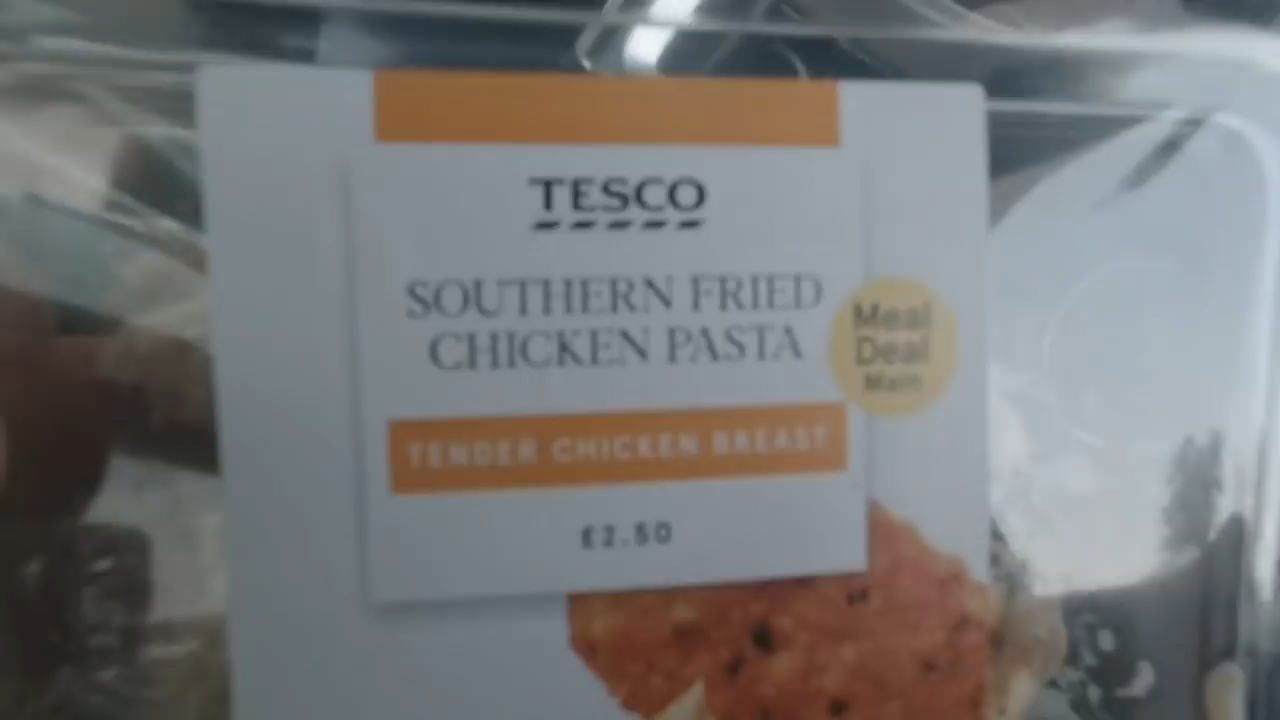 TESCO
SOUTHERN FRIED
CHICKEN PASTA
Meal
Deal
Main
TENDER CHICKEN BREAST
£2.50